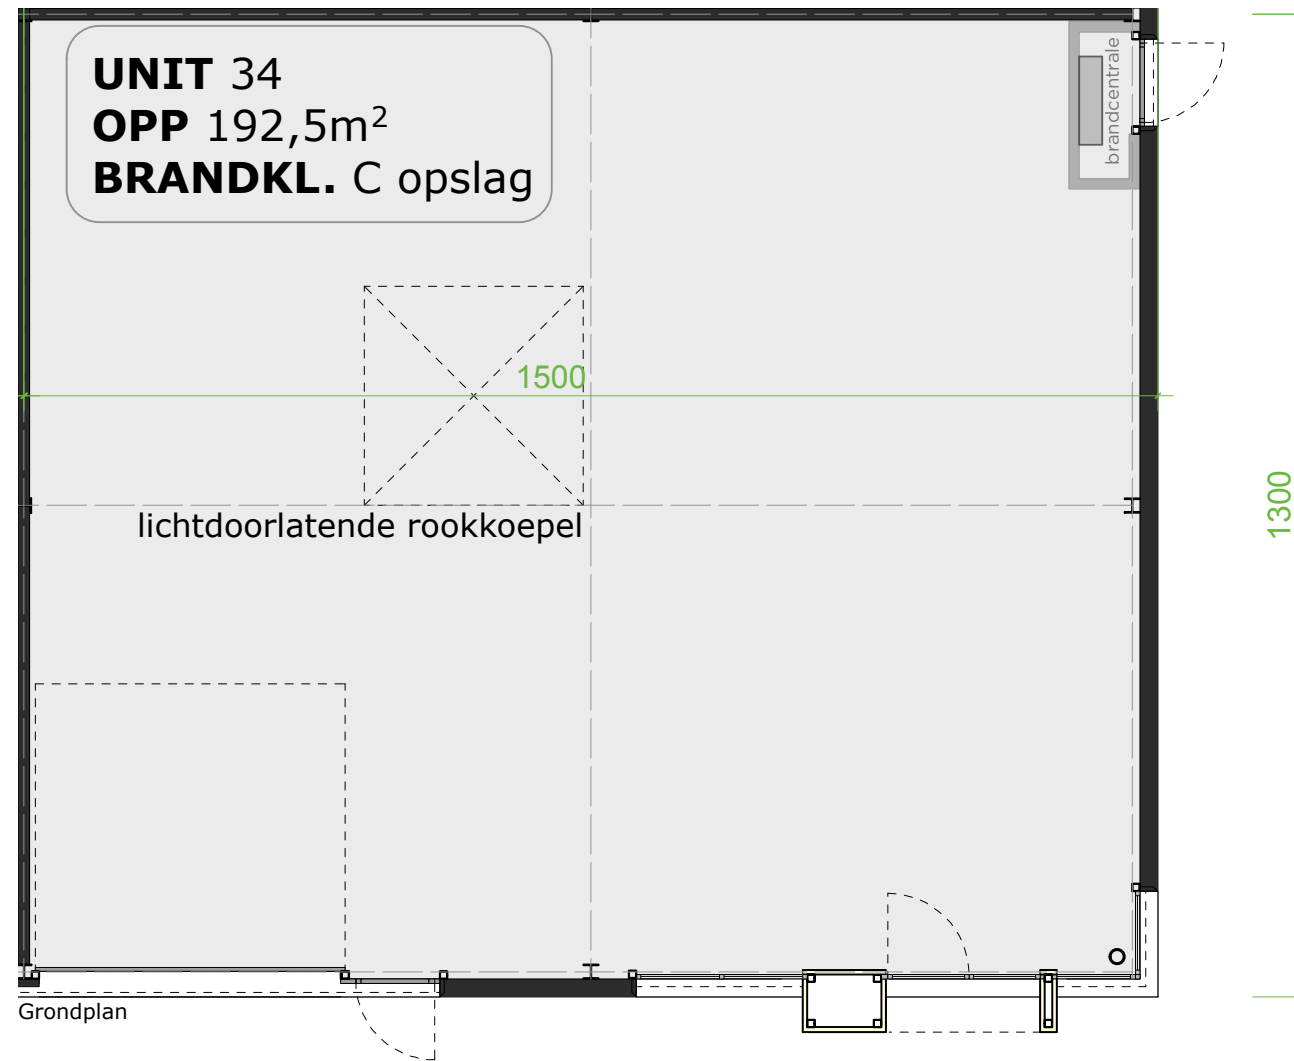 UNIT 34
OPP 192,5m²
BRANDKL. C opslag
brandcentrale
1500
lichtdoorlatende rookkoepel
1300
Grondplan